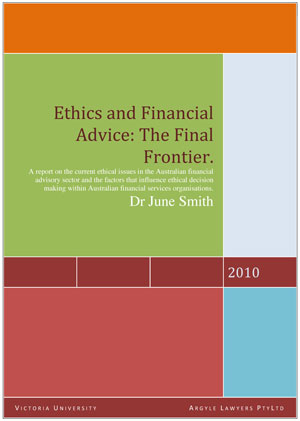 Ethics and Financial
Advice: The Final
Frontier.
A report on the current ethical issues in the Australian financial
advisory sector and the factors that influence ethical decision
making within Australian financial services organisations.
Dr June Smith
2010
VICTORIA UNIVERSITY
ARGYLE LAWYERS PTYLTD